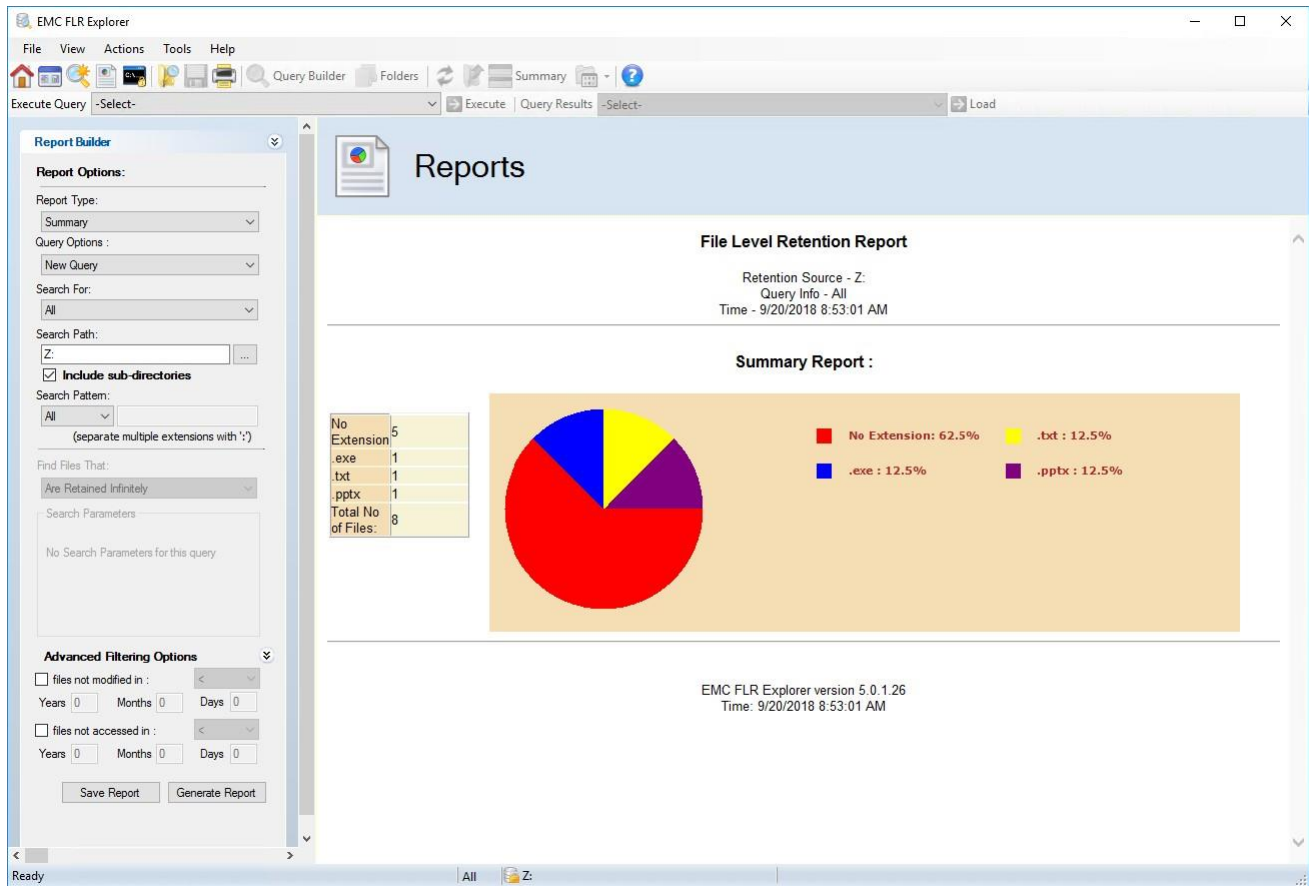 EMC FLR Explorer
File View Actions Tools Help
Query Builder Folders Summary
Execute Query -Select- Execute Query Results -Select- Load
Report Builder
Report Options:
Report Type:
Summary
Query Options :
New Query
Search For:
All
Search Path:
Z: ...
Include sub-directories
Search Pattern:
All
(separate multiple extensions with ':')
Find Files That:
Are Retained Infinitely
Search Parameters
No Search Parameters for this query
Advanced Filtering Options
files not modified in : <
Years 0 Months 0 Days 0
files not accessed in : <
Years 0 Months 0 Days 0
Save Report Generate Report
Reports
File Level Retention Report
Retention Source - Z:
Query Info - All
Time - 9/20/2018 8:53:01 AM
Summary Report :
No
Extension 5
.exe 1
.txt 1
.pptx 1
Total No
of Files: 8
No Extension: 62.5% .txt : 12.5%
.exe : 12.5% .pptx : 12.5%
EMC FLR Explorer version 5.0.1.26
Time: 9/20/2018 8:53:01 AM
Ready All Z: